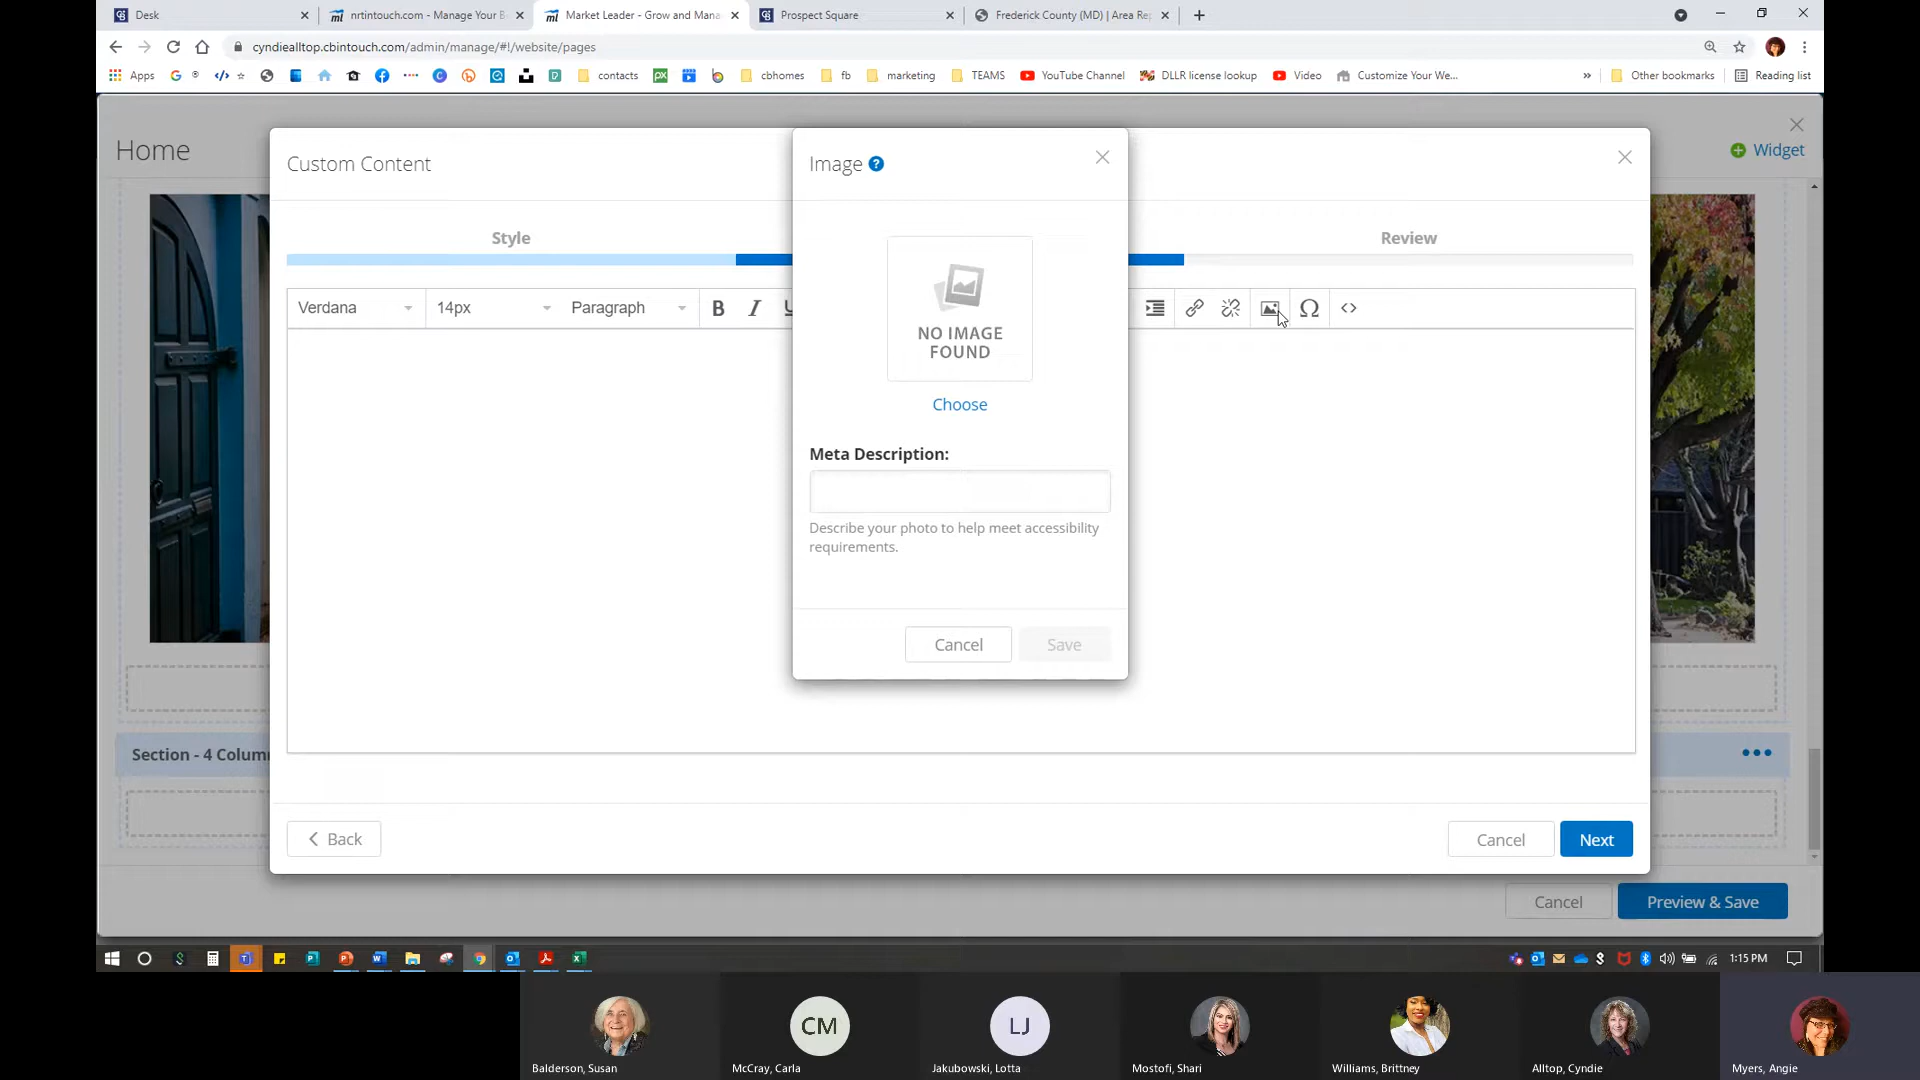 Desk
nrtintouch.com - Manage Your B
Market Leader - Grow and Mana
Prospect Square
Frederick County (MD) | Area Re
cyndiealltop.cbintouch.com/admin/manage/#!/website/pages
Apps
contacts
cbhomes
fb
marketing
TEAMS
YouTube Channel
DLLR license lookup
Video
Customize Your We...
»
Other bookmarks
Reading list
Home
Widget
Custom Content
Image ?
Style
Review
Verdana
14px
Paragraph
B I U
Ω <>
NO IMAGE
FOUND
Choose
Meta Description:
Describe your photo to help meet accessibility
requirements.
Cancel
Save
Section - 4 Colum
Back
Cancel
Next
Cancel
Preview & Save
1:15 PM
CM
LJ
Balderson, Susan
McCray, Carla
Jakubowski, Lotta
Mostofi, Shari
Williams, Brittney
Alltop, Cyndie
Myers, Angie